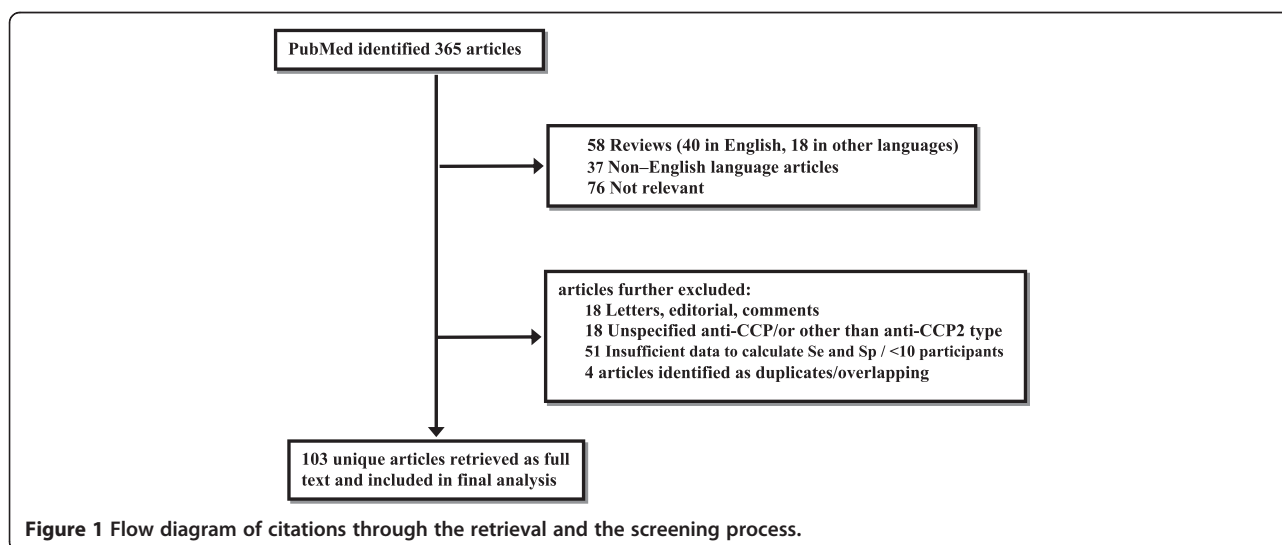 PubMed identified 365 articles
58 Reviews (40 in English, 18 in other languages)
37 Non–English language articles
76 Not relevant
articles further excluded:
18 Letters, editorial, comments
18 Unspecified anti-CCP/or other than anti-CCP2 type
51 Insufficient data to calculate Se and Sp / <10 participants
4 articles identified as duplicates/overlapping
103 unique articles retrieved as full
text and included in final analysis
Figure 1 Flow diagram of citations through the retrieval and the screening process.